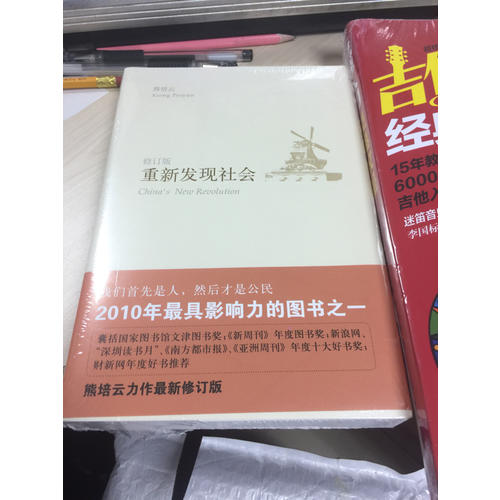 熊培云
Xiong Peiyun
修订版
重新发现社会
China's New Revolution
我们首先是人，然后才是公民
2010年最具影响力的图书之一
囊括国家图书馆文津图书奖；《新周刊》年度图书奖；新浪网、
“深圳读书月”、《南方都市报》、《亚洲周刊》年度十大好书奖；
财新网年度好书推荐
熊培云力作最新修订版
吉他
经典
15年教
6000
吉他入
迷笛音
李国标